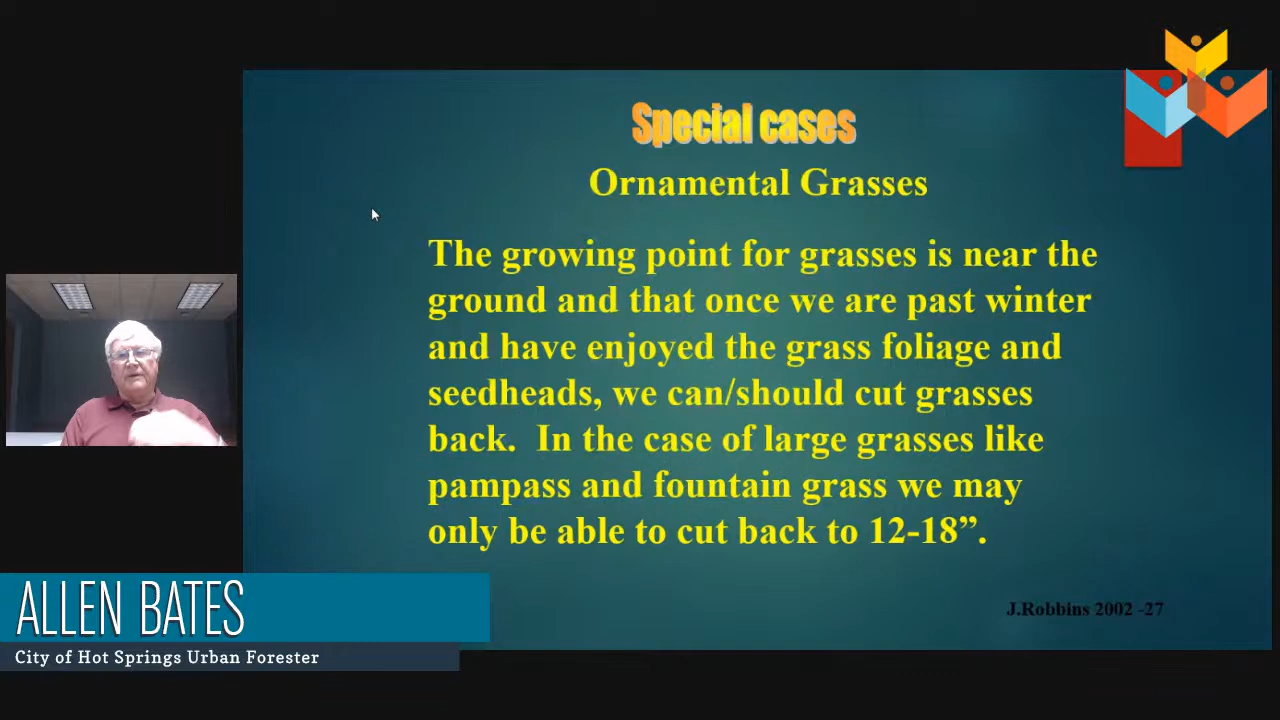 Special cases
Ornamental Grasses
The growing point for grasses is near the
ground and that once we are past winter
and have enjoyed the grass foliage and
seedheads, we can/should cut grasses
back.  In the case of large grasses like
pampass and fountain grass we may
only be able to cut back to 12-18”.
J.Robbins 2002 -27
ALLEN BATES
City of Hot Springs Urban Forester